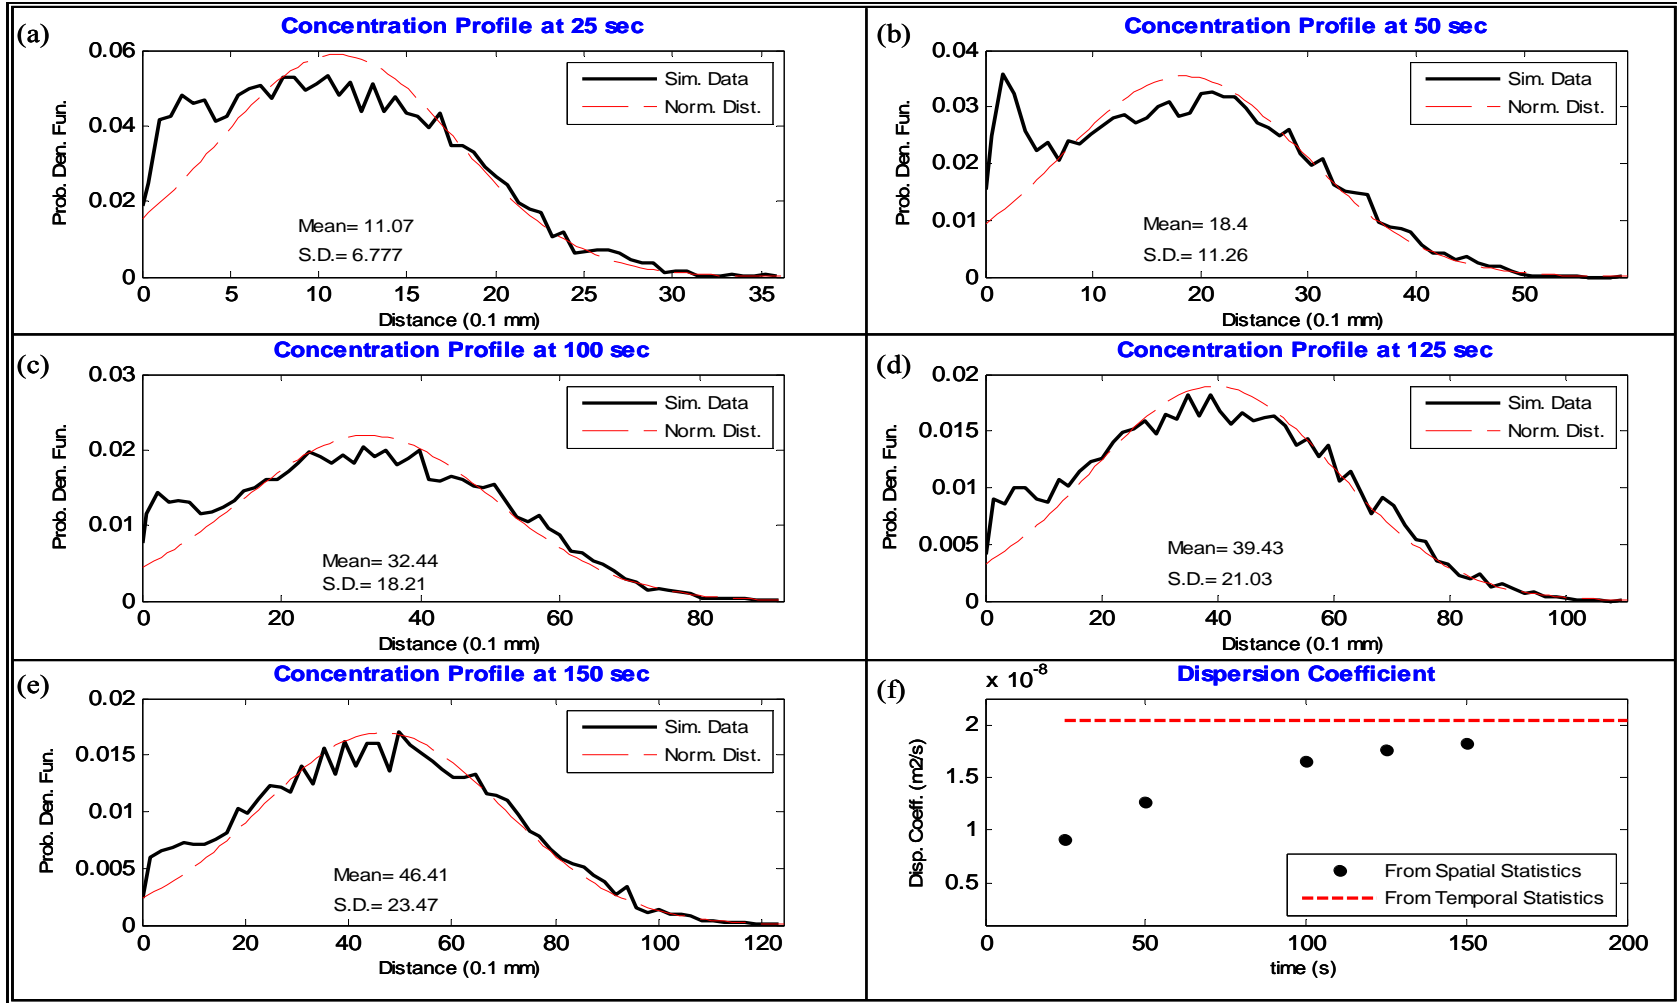 (a)
Concentration Profile at 25 sec
0.06
0.04
0.02
0
Prob. Den. Fun.
Sim. Data
Norm. Dist.
Mean= 11.07
S.D.= 6.777
0 5 10 15 20 25 30 35
Distance (0.1 mm)
(b)
Concentration Profile at 50 sec
0.04
0.03
0.02
0.01
0
Prob. Den. Fun.
Sim. Data
Norm. Dist.
Mean= 18.4
S.D.= 11.26
0 10 20 30 40 50
Distance (0.1 mm)
(c)
Concentration Profile at 100 sec
0.03
0.02
0.01
0
Prob. Den. Fun.
Sim. Data
Norm. Dist.
Mean= 32.44
S.D.= 18.21
0 20 40 60 80
Distance (0.1 mm)
(d)
Concentration Profile at 125 sec
0.02
0.015
0.01
0.005
0
Prob. Den. Fun.
Sim. Data
Norm. Dist.
Mean= 39.43
S.D.= 21.03
0 20 40 60 80 100
Distance (0.1 mm)
(e)
Concentration Profile at 150 sec
0.02
0.015
0.01
0.005
0
Prob. Den. Fun.
Sim. Data
Norm. Dist.
Mean= 46.41
S.D.= 23.47
0 20 40 60 80 100 120
Distance (0.1 mm)
(f)
x 10-8
Dispersion Coefficient
2
1.5
1
0.5
Disp. Coeff. (m2/s)
From Spatial Statistics
From Temporal Statistics
0 50 100 150 200
time (s)